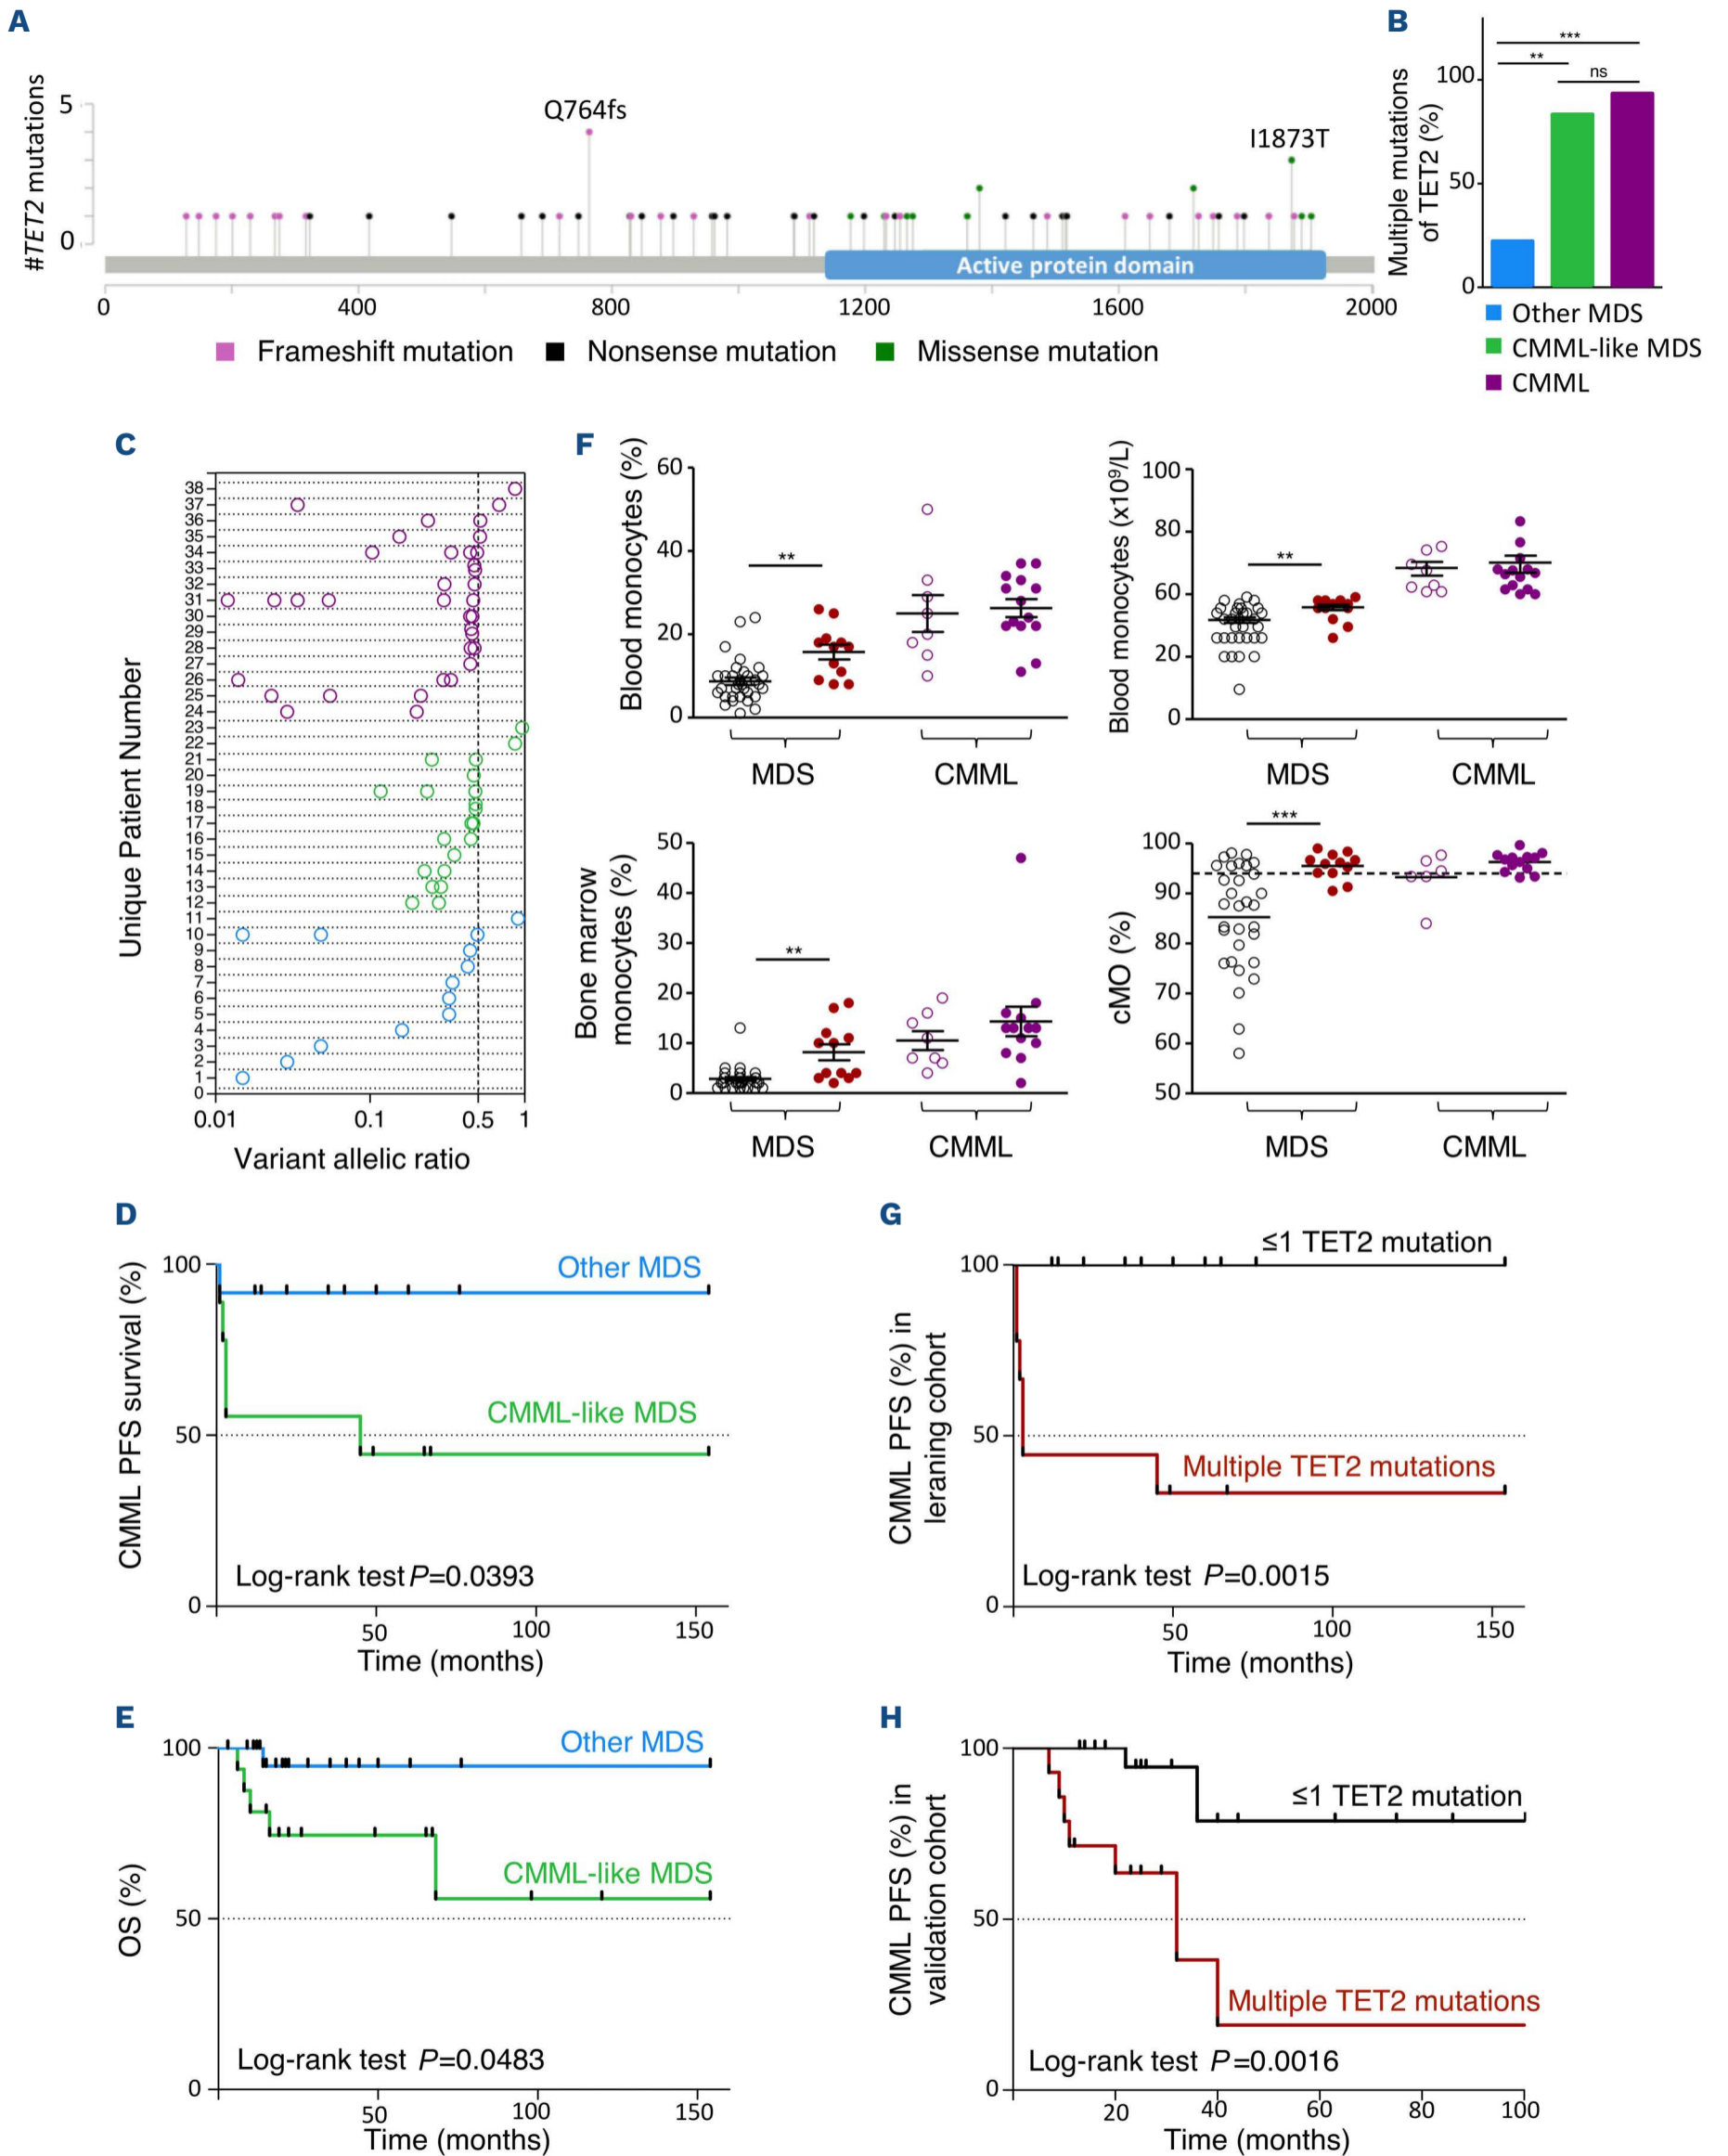 A
B
#TET2 mutations
5
0
Q764fs
I1873T
Active protein domain
0 400 800 1200 1600 2000
Frameshift mutation Nonsense mutation Missense mutation
Multiple mutations
of TET2 (%)
***
**
ns
100
50
0
Other MDS
CMML-like MDS
CMML
C
Unique Patient Number
38
37
36
35
34
33
32
31
30
29
28
27
26
25
24
23
22
21
20
19
18
17
16
15
14
13
12
11
10
9
8
7
6
5
4
3
2
1
0
0.01 0.1 0.5 1
Variant allelic ratio
F
Blood monocytes (%)
60
40
20
0
**
MDS CMML
Blood monocytes (x10⁹/L)
100
80
60
20
0
**
MDS CMML
Bone marrow
monocytes (%)
50
40
30
20
10
0
**
MDS CMML
cMO (%)
100
90
80
70
60
50
***
MDS CMML
D
CMML PFS survival (%)
100
50
0
Other MDS
CMML-like MDS
Log-rank test P=0.0393
50 100 150
Time (months)
G
CMML PFS (%) in
leraning cohort
100
50
0
≤1 TET2 mutation
Multiple TET2 mutations
Log-rank test P=0.0015
50 100 150
Time (months)
E
OS (%)
100
50
0
Other MDS
CMML-like MDS
Log-rank test P=0.0483
50 100 150
Time (months)
H
CMML PFS (%) in
validation cohort
100
50
0
≤1 TET2 mutation
Multiple TET2 mutations
Log-rank test P=0.0016
20 40 60 80 100
Time (months)